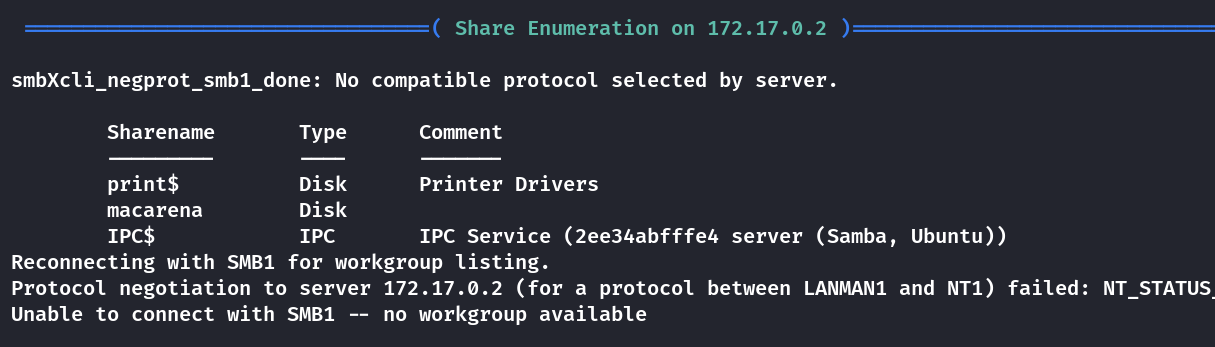 ( Share Enumeration on 172.17.0.2 )
smbXcli_negprot_smb1_done: No compatible protocol selected by server.
Sharename Type Comment
--------- ---- -------
print$ Disk Printer Drivers
macarena Disk
IPC$ IPC IPC Service (2ee34abfffe4 server (Samba, Ubuntu))
Reconnecting with SMB1 for workgroup listing.
Protocol negotiation to server 172.17.0.2 (for a protocol between LANMAN1 and NT1) failed: NT_STATUS_
Unable to connect with SMB1 -- no workgroup available